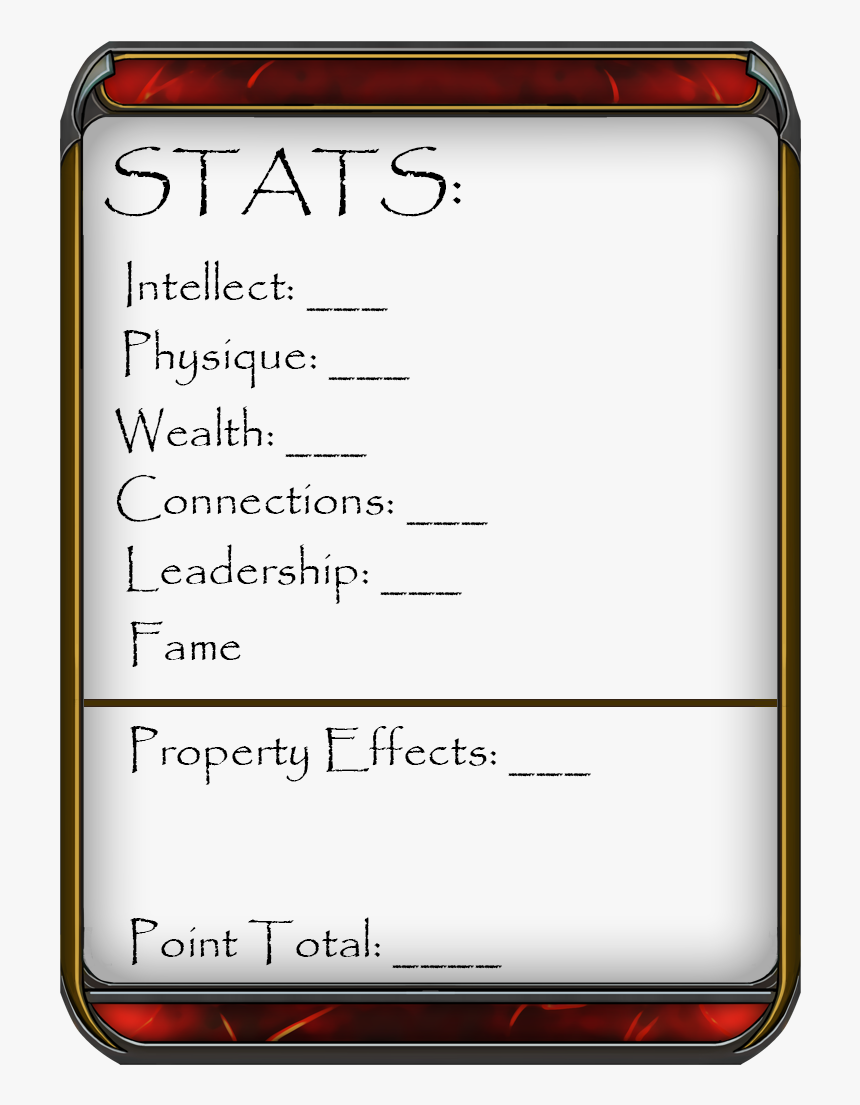 STATS:
Intellect: ___
Physique: ___
Wealth: ___
Connections: ___
Leadership: ___
Fame
Property Effects: ___
Point Total: ____